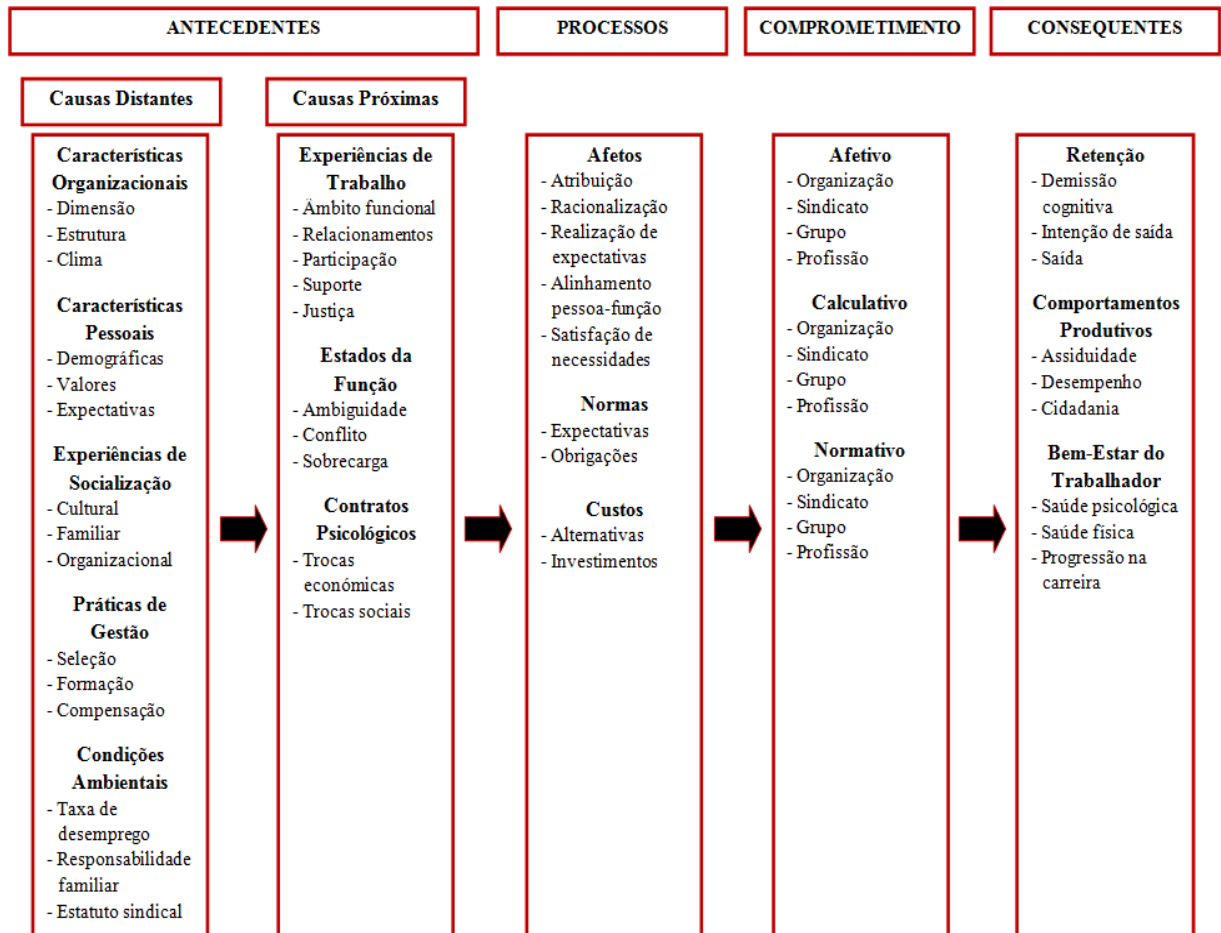 ANTECEDENTES
PROCESSOS
COMPROMETIMENTO
CONSEQUENTES
Causas Distantes
Causas Próximas
Características
Organizacionais
- Dimensão
- Estrutura
- Clima
Características
Pessoais
- Demográficas
- Valores
- Expectativas
Experiências de
Socialização
- Cultural
- Familiar
- Organizacional
Práticas de
Gestão
- Seleção
- Formação
- Compensação
Condições
Ambientais
- Taxa de
desemprego
- Responsabilidade
familiar
- Estatuto sindical
Experiências de
Trabalho
- Âmbito funcional
- Relacionamentos
- Participação
- Suporte
- Justiça
Estados da
Função
- Ambiguidade
- Conflito
- Sobrecarga
Contratos
Psicológicos
- Trocas
económicas
- Trocas sociais
Afetos
- Atribuição
- Racionalização
- Realização de
expectativas
- Alinhamento
pessoa-função
- Satisfação de
necessidades
Normas
- Expectativas
- Obrigações
Custos
- Alternativas
- Investimentos
Afetivo
- Organização
- Sindicato
- Grupo
- Profissão
Calculativo
- Organização
- Sindicato
- Grupo
- Profissão
Normativo
- Organização
- Sindicato
- Grupo
- Profissão
Retenção
- Demissão
cognitiva
- Intenção de saída
- Saída
Comportamentos
Produtivos
- Assiduidade
- Desempenho
- Cidadania
Bem-Estar do
Trabalhador
- Saúde psicológica
- Saúde física
- Progressão na
carreira